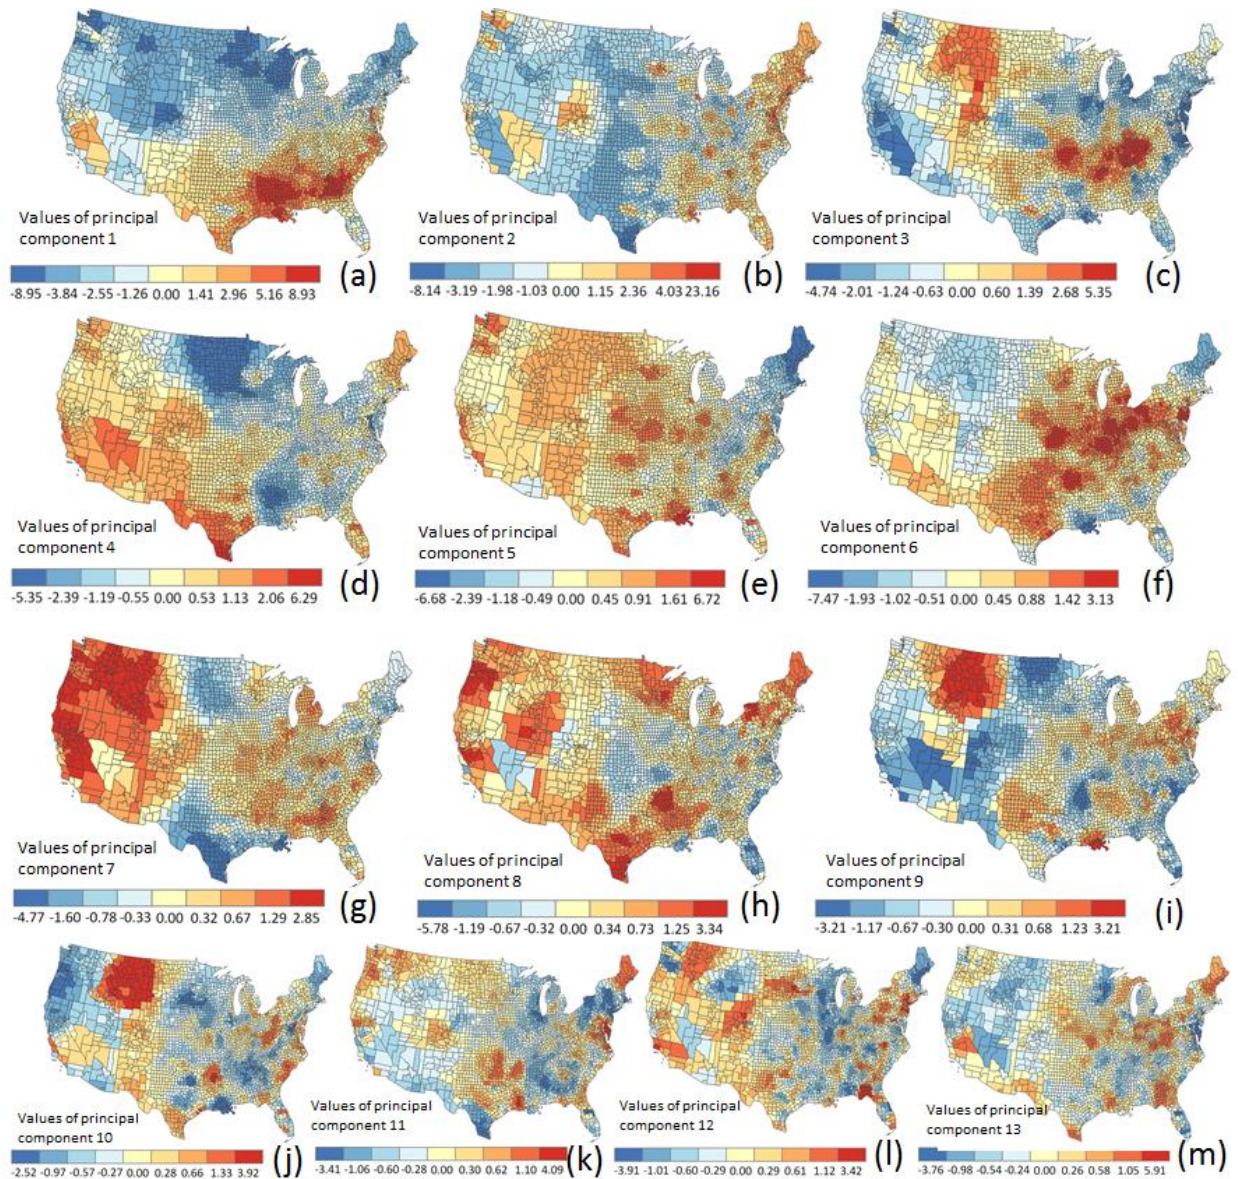 Values of principal
component 1
-8.95 -3.84 -2.55 -1.26 0.00 1.41 2.96 5.16 8.93
(a)
Values of principal
component 2
-8.14 -3.19 -1.98 -1.03 0.00 1.15 2.36 4.03 23.16
(b)
Values of principal
component 3
-4.74 -2.01 -1.24 -0.63 0.00 0.60 1.39 2.68 5.35
(c)
Values of principal
component 4
-5.35 -2.39 -1.19 -0.55 0.00 0.53 1.13 2.06 6.29
(d)
Values of principal
component 5
-6.68 -2.39 -1.18 -0.49 0.00 0.45 0.91 1.61 6.72
(e)
Values of principal
component 6
-7.47 -1.93 -1.02 -0.51 0.00 0.45 0.88 1.42 3.13
(f)
Values of principal
component 7
-4.77 -1.60 -0.78 -0.33 0.00 0.32 0.67 1.29 2.85
(g)
Values of principal
component 8
-5.78 -1.19 -0.67 -0.32 0.00 0.34 0.73 1.25 3.34
(h)
Values of principal
component 9
-3.21 -1.17 -0.67 -0.30 0.00 0.31 0.68 1.23 3.21
(i)
Values of principal
component 10
-2.52 -0.97 -0.57 -0.27 0.00 0.28 0.66 1.33 3.92
(j)
Values of principal
component 11
-3.41 -1.06 -0.60 -0.28 0.00 0.30 0.62 1.10 4.09
(k)
Values of principal
component 12
-3.91 -1.01 -0.60 -0.29 0.00 0.29 0.61 1.12 3.42
(l)
Values of principal
component 13
-3.76 -0.98 -0.54 -0.24 0.00 0.26 0.58 1.05 5.91
(m)